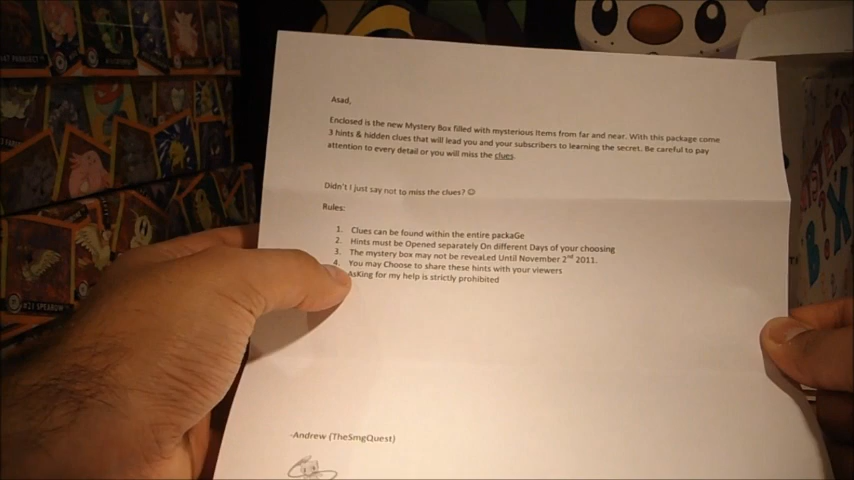 Asad,
Enclosed is the new Mystery Box filled with mysterious Items from far and near. With this package come
3 hints & hidden clues that will lead you and your subscribers to learning the secret. Be careful to pay
attention to every detail or you will miss the clues.
Didn't I just say not to miss the clues? ☺
Rules:
1. Clues can be found within the entire packaGe
2. Hints must be Opened separately On different Days of your choosing
3. The mystery box may not be reveaLed Until November 2nd 2011.
4. You may Choose to share these hints with your viewers
AsKing for my help is strictly prohibited
-Andrew (TheSmgQuest)
#21 SPEAROW